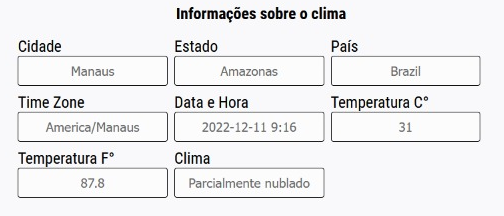 Informações sobre o clima
Cidade Estado País
Manaus Amazonas Brazil
Time Zone Data e Hora Temperatura C°
America/Manaus 2022-12-11 9:16 31
Temperatura F° Clima
87.8 Parcialmente nublado